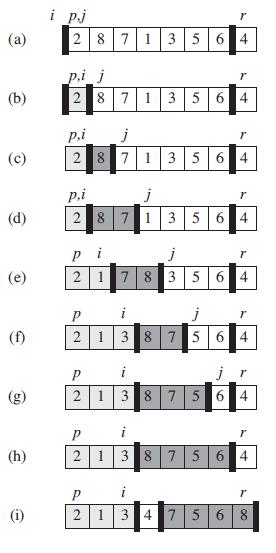 i p,j r
(a) 2 8 7 1 3 5 6 4
p,i j r
(b) 2 8 7 1 3 5 6 4
p,i j r
(c) 2 8 7 1 3 5 6 4
p,i j r
(d) 2 8 7 1 3 5 6 4
p i j r
(e) 2 1 7 8 3 5 6 4
p i j r
(f) 2 1 3 8 7 5 6 4
p i j r
(g) 2 1 3 8 7 5 6 4
p i r
(h) 2 1 3 8 7 5 6 4
p i r
(i) 2 1 3 4 7 5 6 8